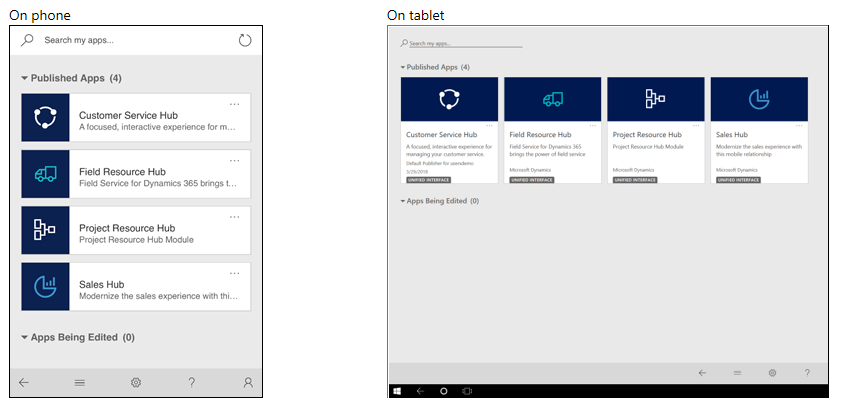 On phone
Search my apps...
Published Apps (4)
...
Customer Service Hub
A focused, interactive experience for m...
...
Field Resource Hub
Field Service for Dynamics 365 brings t...
...
Project Resource Hub
Project Resource Hub Module
...
Sales Hub
Modernize the sales experience with thi...
Apps Being Edited (0)
?
On tablet
Search my apps...
Published Apps (4)
...
Customer Service Hub
A focused, interactive experience for
managing your customer service.
Default Publisher for usendemo
3/29/2018
UNIFIED INTERFACE
...
Field Resource Hub
Field Service for Dynamics 365
brings the power of field service
Microsoft Dynamics
UNIFIED INTERFACE
...
Project Resource Hub
Project Resource Hub Module
Microsoft Dynamics
UNIFIED INTERFACE
...
Sales Hub
Modernize the sales experience with
this mobile relationship
Microsoft Dynamics
UNIFIED INTERFACE
Apps Being Edited (0)
?